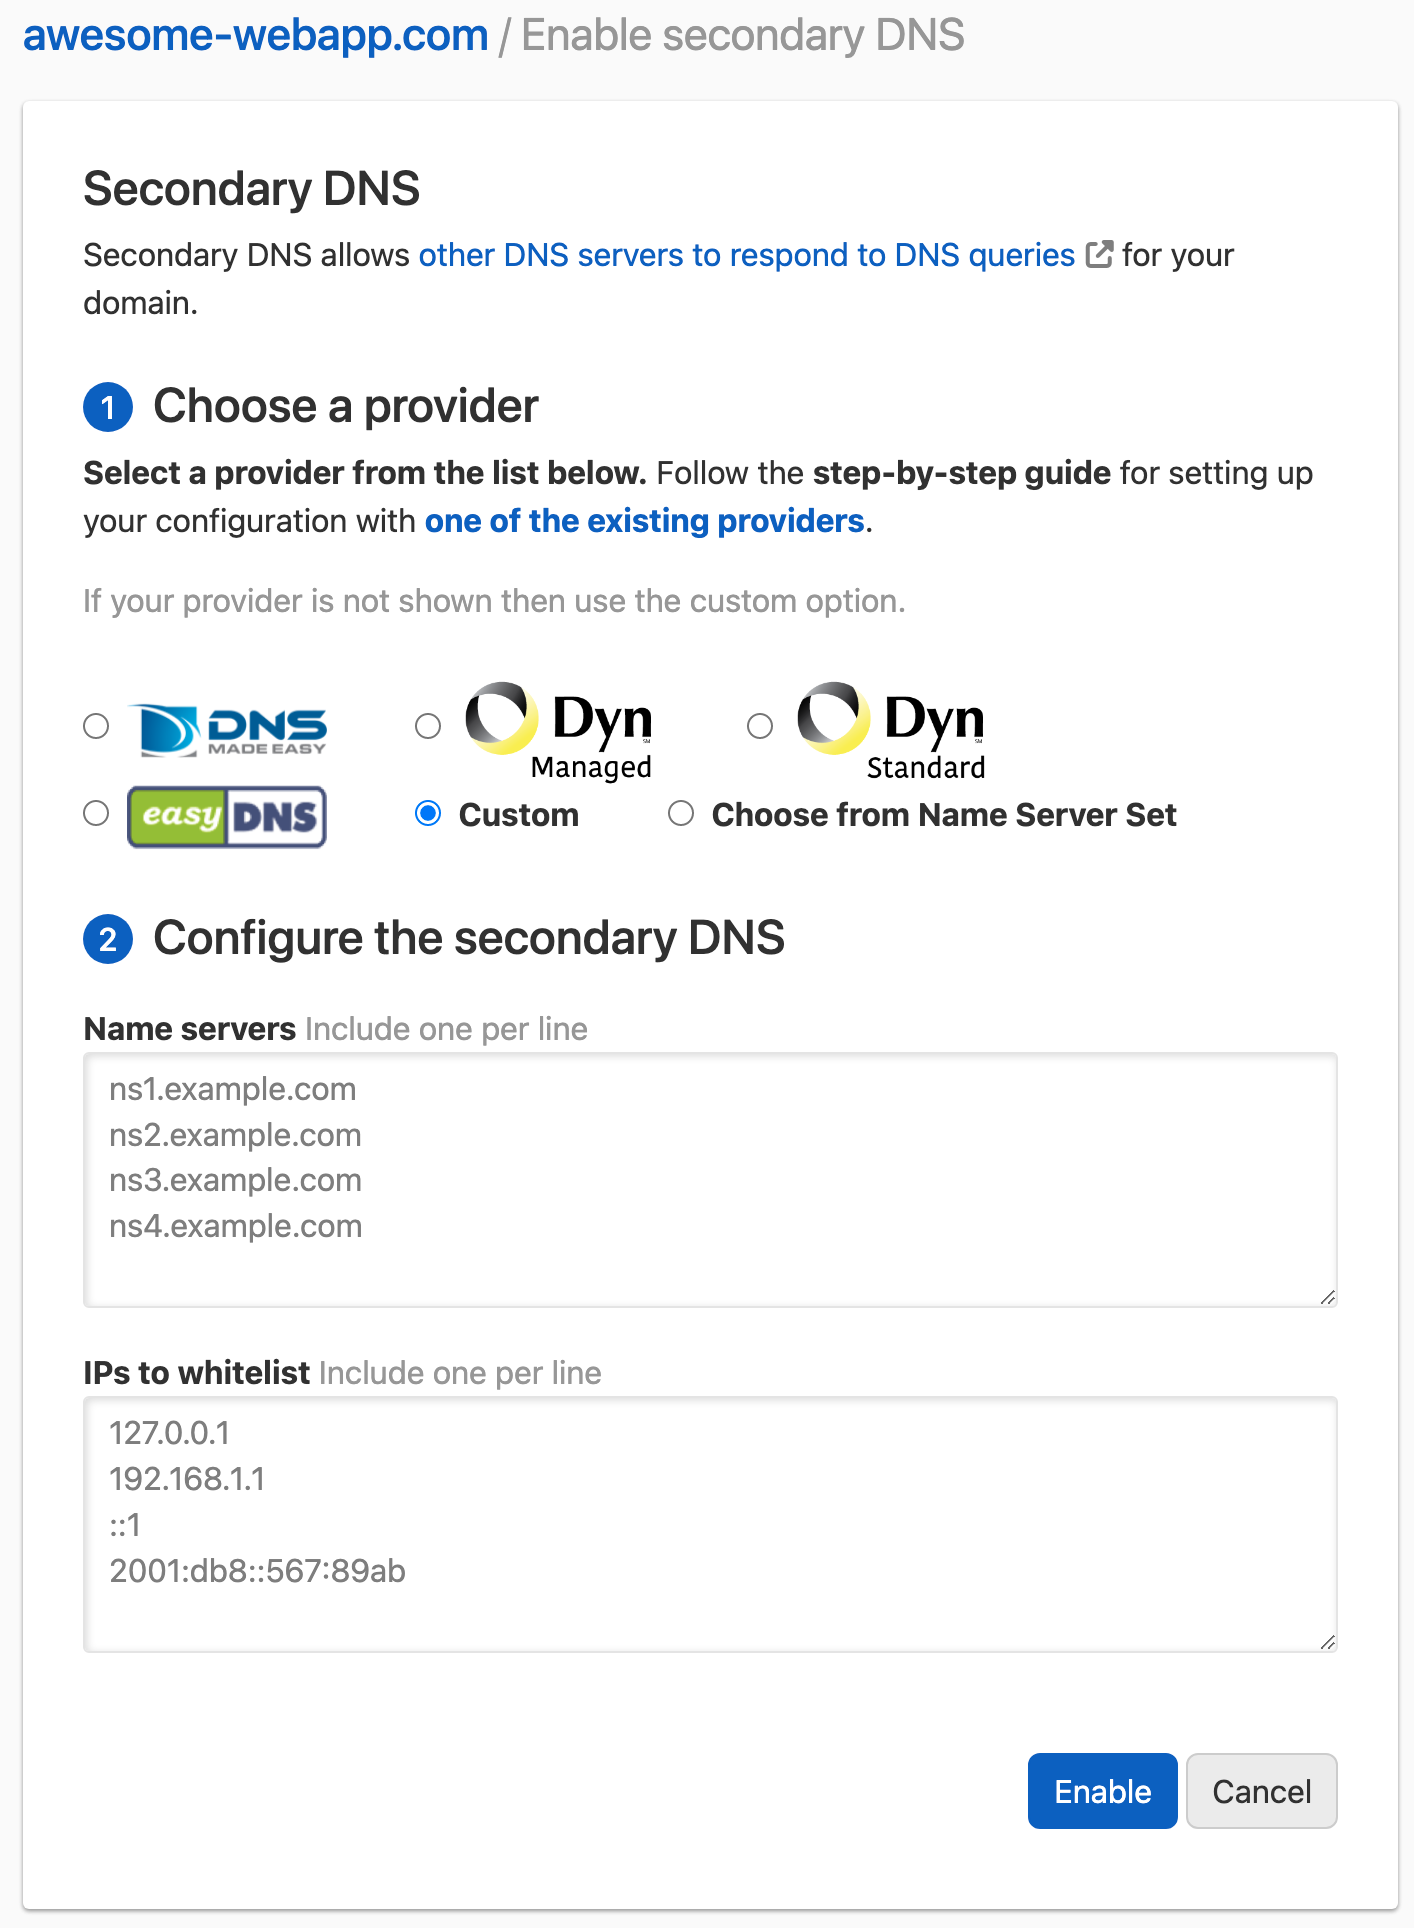 awesome-webapp.com / Enable secondary DNS
Secondary DNS
Secondary DNS allows other DNS servers to respond to DNS queries for your
domain.
1 Choose a provider
Select a provider from the list below. Follow the step-by-step guide for setting up
your configuration with one of the existing providers.
If your provider is not shown then use the custom option.
DNS
MADE EASY
Dyn
Managed
Dyn
Standard
easyDNS
Custom
Choose from Name Server Set
2 Configure the secondary DNS
Name servers Include one per line
ns1.example.com
ns2.example.com
ns3.example.com
ns4.example.com
IPs to whitelist Include one per line
127.0.0.1
192.168.1.1
::1
2001:db8::567:89ab
Enable Cancel